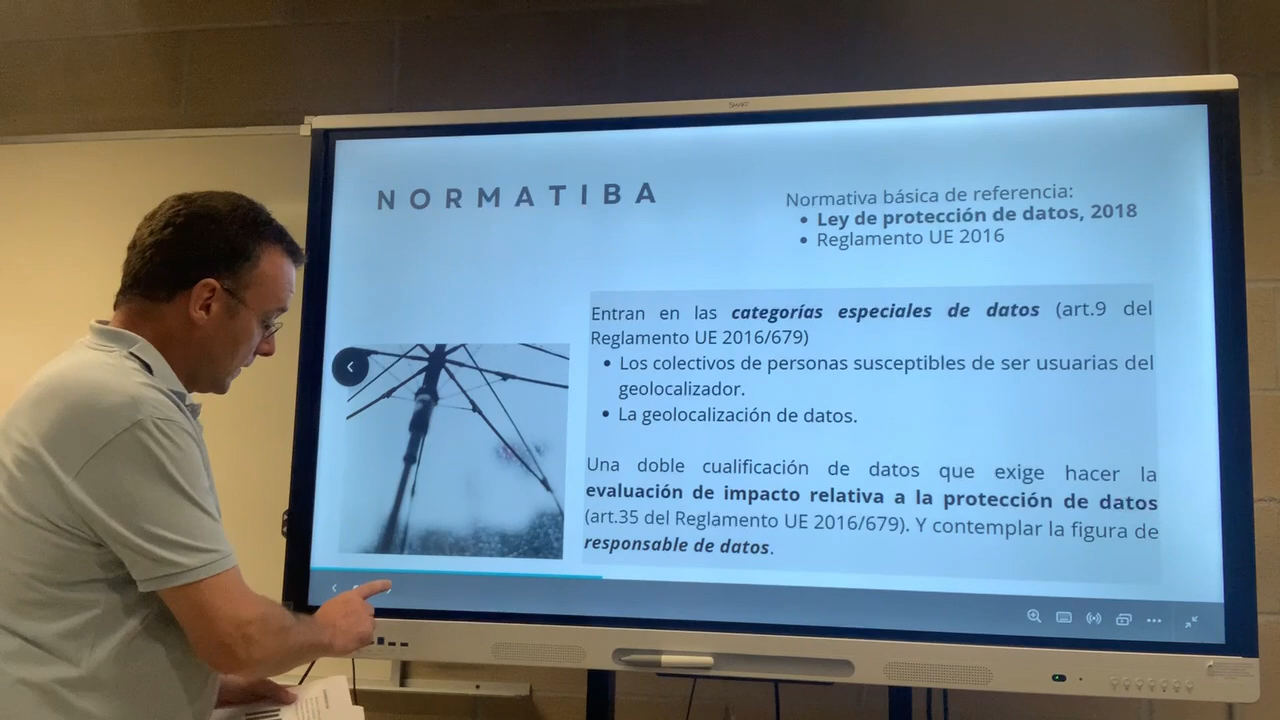 SMART
NORMATIBA
Normativa básica de referencia:
• Ley de protección de datos, 2018
• Reglamento UE 2016
Entran en las categorías especiales de datos (art.9 del
Reglamento UE 2016/679)
• Los colectivos de personas susceptibles de ser usuarias del
geolocalizador.
• La geolocalización de datos.
Una doble cualificación de datos que exige hacer la
evaluación de impacto relativa a la protección de datos
(art.35 del Reglamento UE 2016/679). Y contemplar la figura de
responsable de datos.